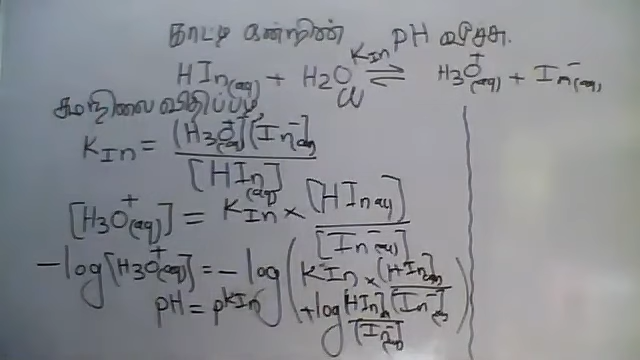 காட்டி ஒன்றின் pH வீச்சு.
HIn(aq) + H2O(l) ⇌ H3O+(aq) + In-(aq)
KIn
சமநிலை விதிப்படி
KIn = [H3O+(aq)][In-(aq)] / [HIn(aq)]
[H3O+(aq)] = KIn × [HIn(aq)] / [In-(aq)]
-log[H3O+(aq)] = -log(KIn × [HIn(aq)] / [In-(aq)])
pH = pKIn + log [HIn] / [In-]